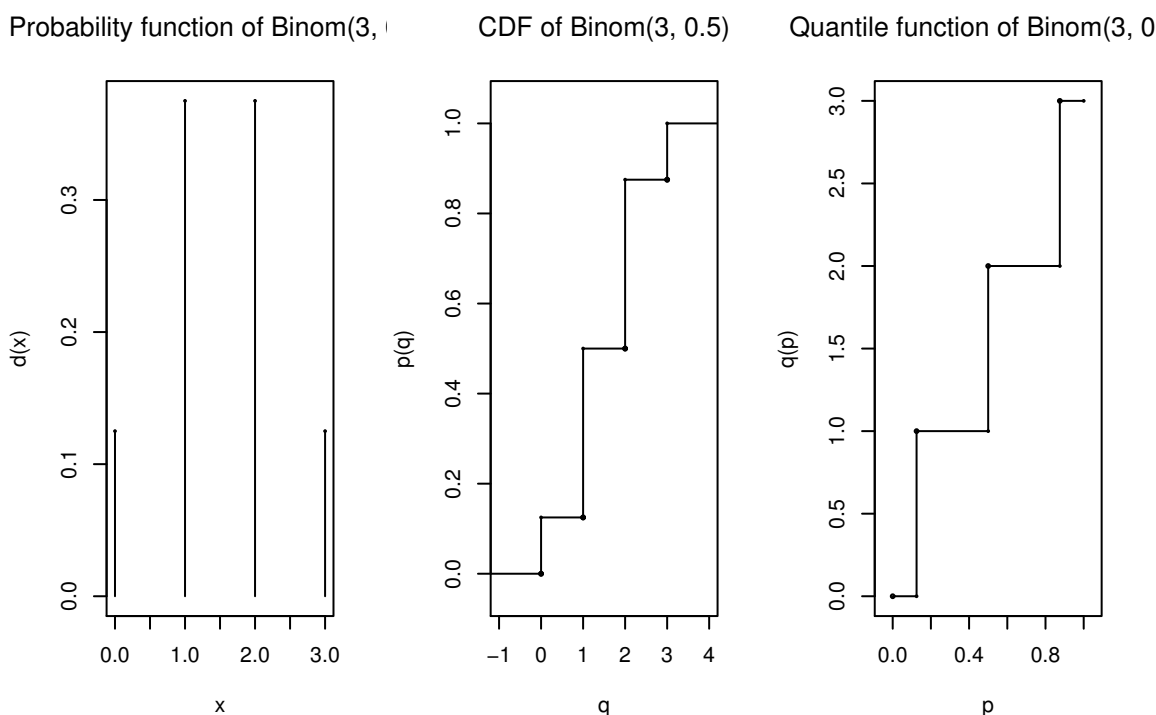 Probability function of Binom(3,
CDF of Binom(3, 0.5)
Quantile function of Binom(3, 0
d(x)
0.3
0.2
0.1
0.0
0.0 1.0 2.0 3.0
x
p(q)
1.0
0.8
0.6
0.4
0.2
0.0
−1 0 1 2 3 4
q
q(p)
3.0
2.5
2.0
1.5
1.0
0.5
0.0
0.0 0.4 0.8
p